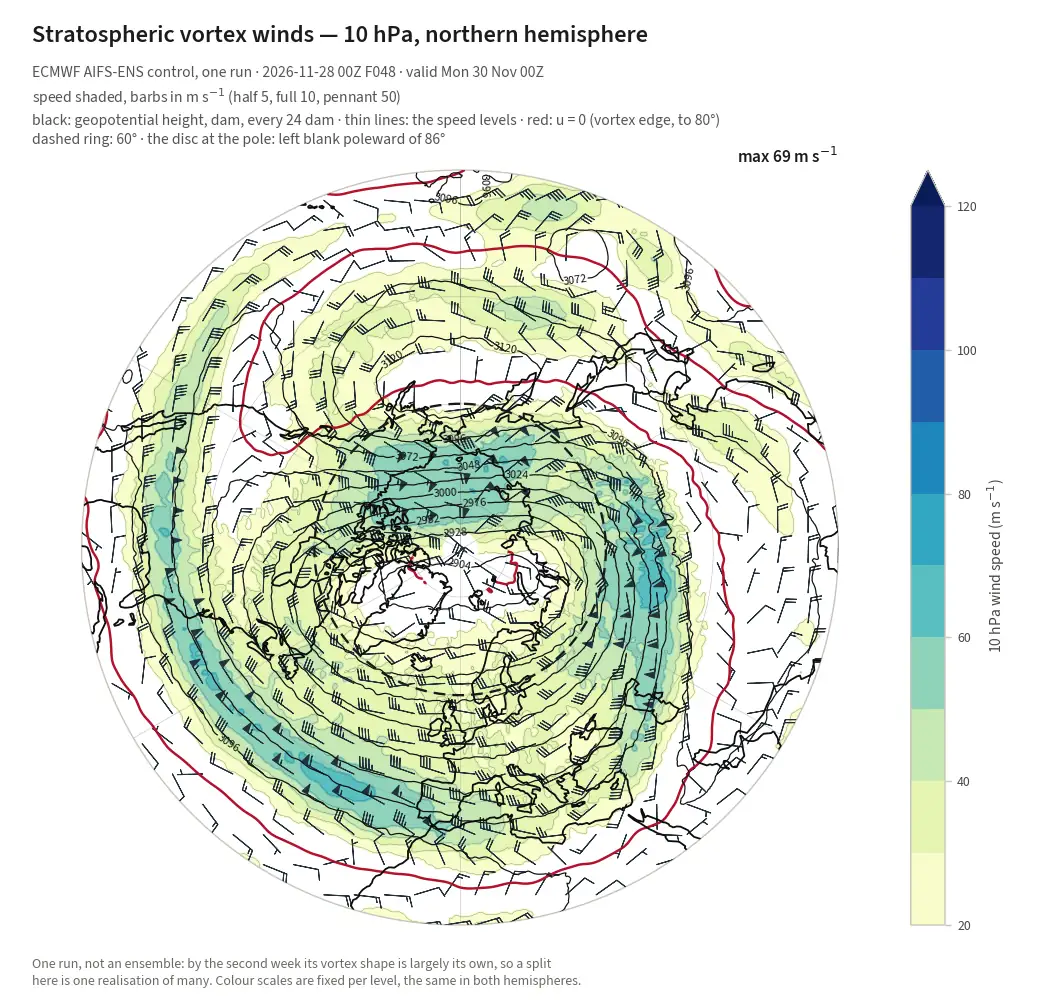 Stratospheric vortex winds — 10 hPa, northern hemisphere
ECMWF AIFS-ENS control, one run · 2026-11-28 00Z F048 · valid Mon 30 Nov 00Z
speed shaded, barbs in m s⁻¹ (half 5, full 10, pennant 50)
black: geopotential height, dam, every 24 dam · thin lines: the speed levels · red: u = 0 (vortex edge, to 80°)
dashed ring: 60° · the disc at the pole: left blank poleward of 86°
max 69 m s⁻¹
3096
3096
3096
3072
3120
3120
3096
3072
3048
3024
3000
2976
2952
2928
2904
3096
120
100
80
60
40
20
10 hPa wind speed (m s⁻¹)
One run, not an ensemble: by the second week its vortex shape is largely its own, so a split
here is one realisation of many. Colour scales are fixed per level, the same in both hemispheres.